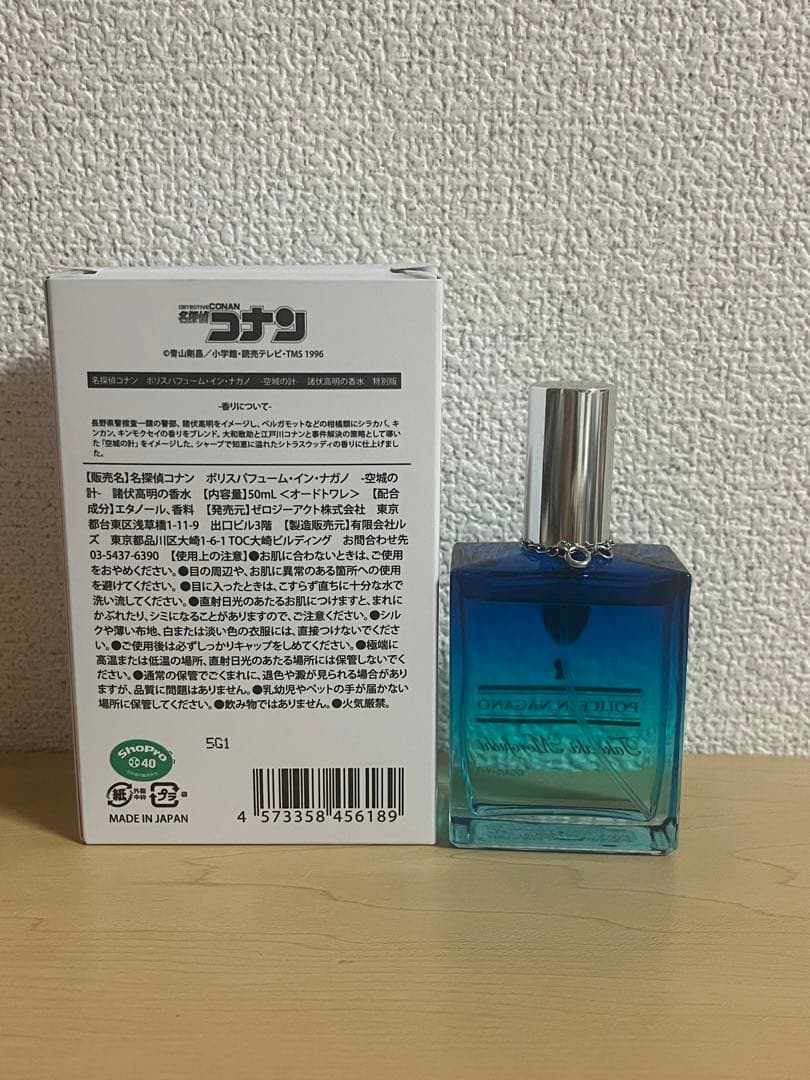 DETECTIVE CONAN
名探偵コナン
©青山剛昌／小学館・読売テレビ・TMS 1996
名探偵コナン　ポリスパフューム・イン・ナガノ　-空城の計-　諸伏高明の香水　特別版
-香りについて-
長野県警捜査一課の警部、諸伏高明をイメージし、ベルガモットなどの柑橘類にシラカバ、キ
ンカン、キンモクセイの香りをブレンド。大和敢助と江戸川コナンと事件解決の策として導い
た「空城の計」をイメージした、シャープで知恵に溢れたシトラスウッディの香りに仕上げまし
た。
【販売名】名探偵コナン　ポリスパフューム・イン・ナガノ　-空城の
計-　諸伏高明の香水　【内容量】50mL＜オードトワレ＞　【配合
成分】エタノール、香料　【発売元】ゼロジーアクト株式会社　東京
都台東区浅草橋1-11-9　出口ビル3階　【製造販売元】有限会社ル
ズ　東京都品川区大崎1-6-1 TOC大崎ビルディング　お問合わせ先
03-5437-6390　【使用上の注意】●お肌に合わないときは、ご使用
をおやめください。●目の周辺や、お肌に異常のある箇所への使用
を避けてください。●目に入ったときは、こすらず直ちに十分な水で
洗い流してください。●直射日光のあたるお肌につけますと、まれに
かぶれたり、シミになることがありますので、ご注意ください。●シル
クや薄い布地、白または淡い色の衣服には、直接つけないでくださ
い。●ご使用後は必ずしっかりキャップをしめてください。●極端に
高温または低温の場所、直射日光のあたる場所には保管しないでく
ださい。●通常の保管でごくまれに、退色や澱が見られる場合があり
ますが、品質に問題はありません。●乳幼児やペットの手が届かない
場所に保管してください。●飲み物ではありません。●火気厳禁。
5G1
ShoPro
40
紙 外箱 中枠 プラ 袋
MADE IN JAPAN
4 573358 456189
POLICE IN NAGANO